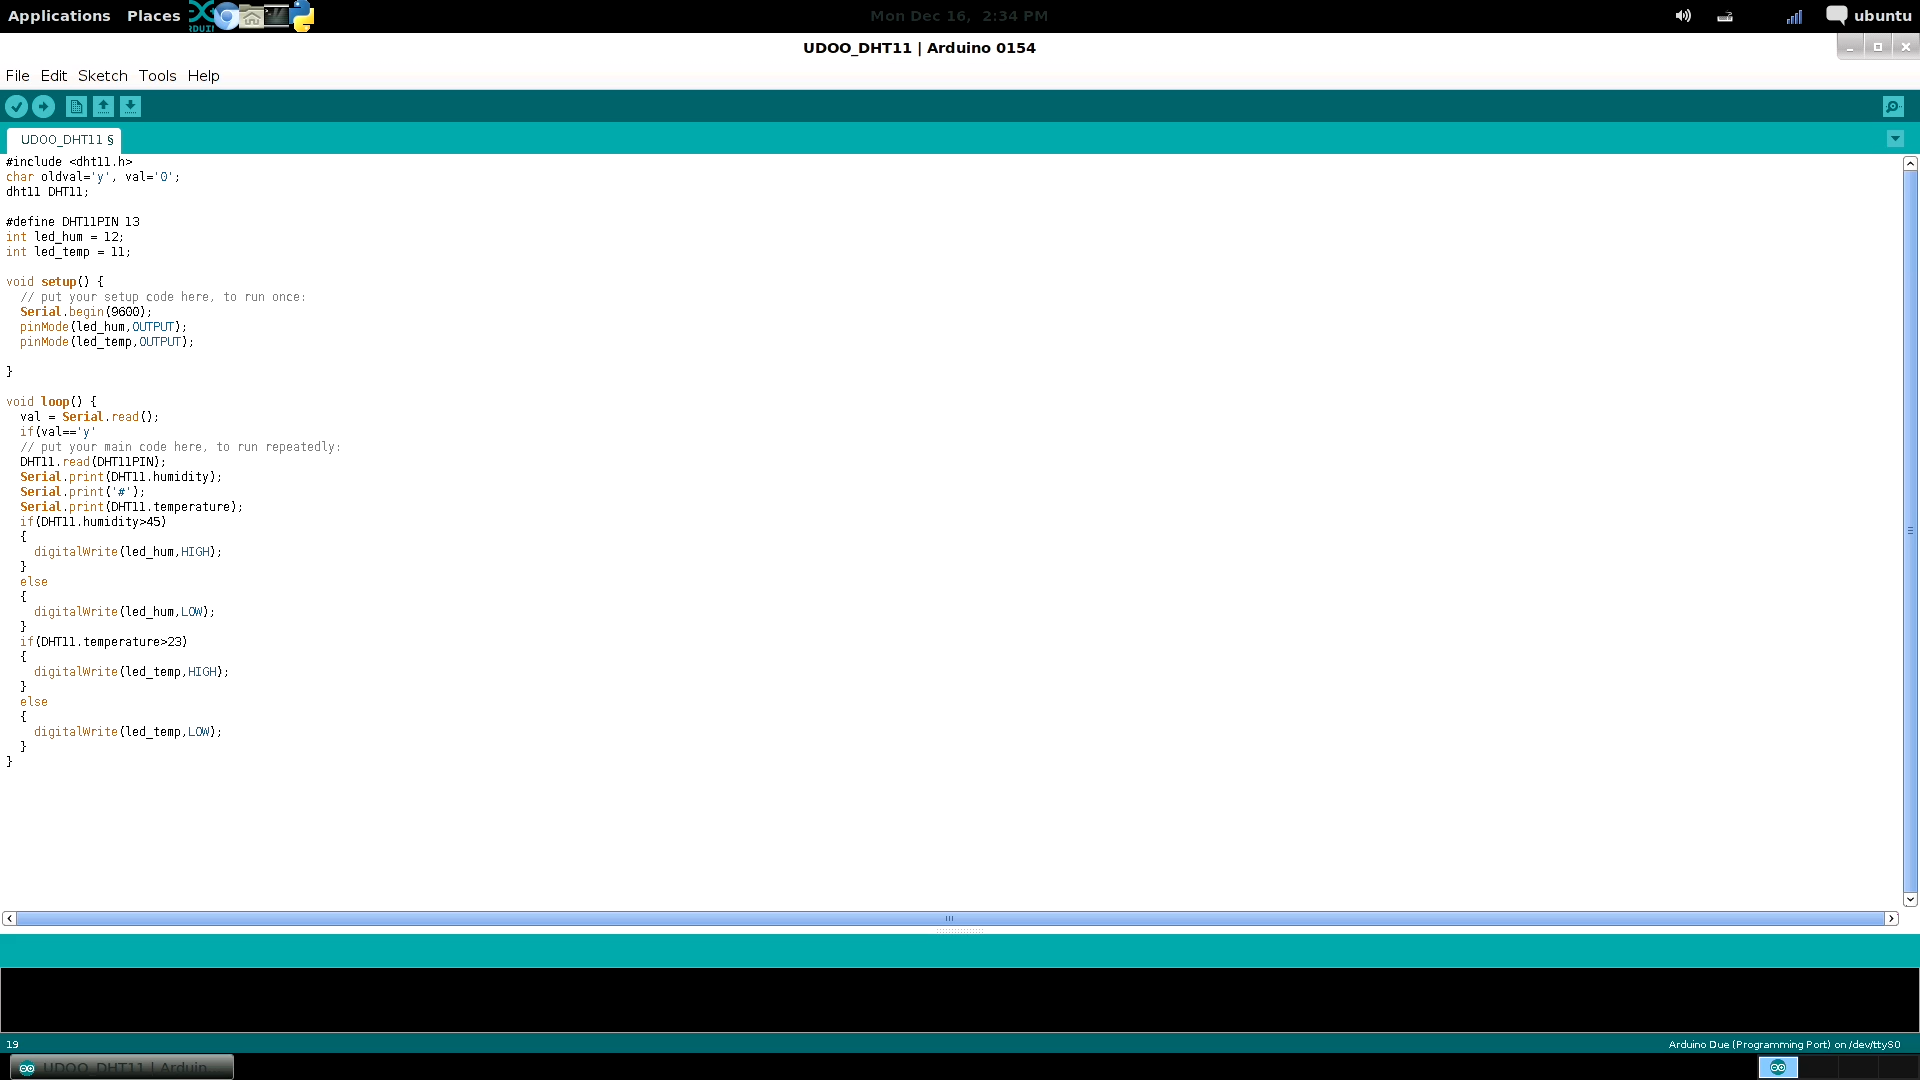 Applications Places Mon Dec 16, 2:34 PM ubuntu
UDOO_DHT11 | Arduino 0154
File Edit Sketch Tools Help
UDOO_DHT11 §
#include <dht11.h>
char oldval='y', val='0';
dht11 DHT11;
#define DHT11PIN 13
int led_hum = 12;
int led_temp = 11;
void setup() {
// put your setup code here, to run once:
Serial.begin(9600);
pinMode(led_hum,OUTPUT);
pinMode(led_temp,OUTPUT);
}
void loop() {
val = Serial.read();
if(val=='y'
// put your main code here, to run repeatedly:
DHT11.read(DHT11PIN);
Serial.print(DHT11.humidity);
Serial.print('#');
Serial.print(DHT11.temperature);
if(DHT11.humidity>45)
{
digitalWrite(led_hum,HIGH);
}
else
{
digitalWrite(led_hum,LOW);
}
if(DHT11.temperature>23)
{
digitalWrite(led_temp,HIGH);
}
else
{
digitalWrite(led_temp,LOW);
}
}
19 Arduino Due (Programming Port) on /dev/ttyS0
UDOO_DHT11 | Arduin...